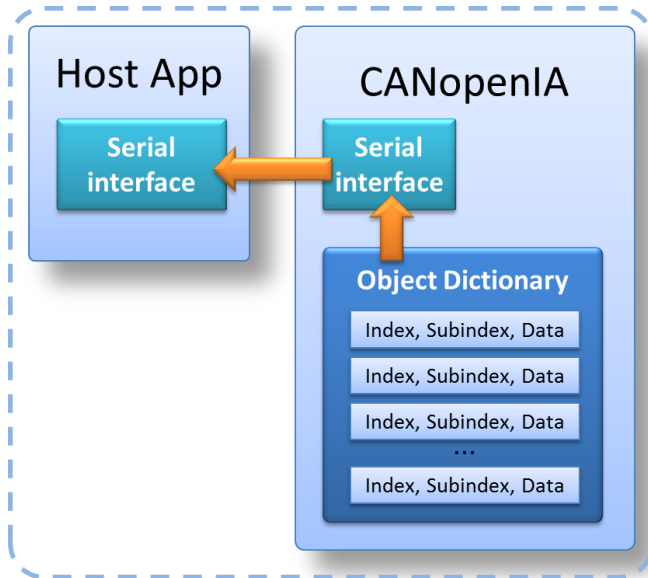 Host App
Serial
interface
CANopenIA
Serial
interface
Object Dictionary
Index, Subindex, Data
Index, Subindex, Data
Index, Subindex, Data
...
Index, Subindex, Data